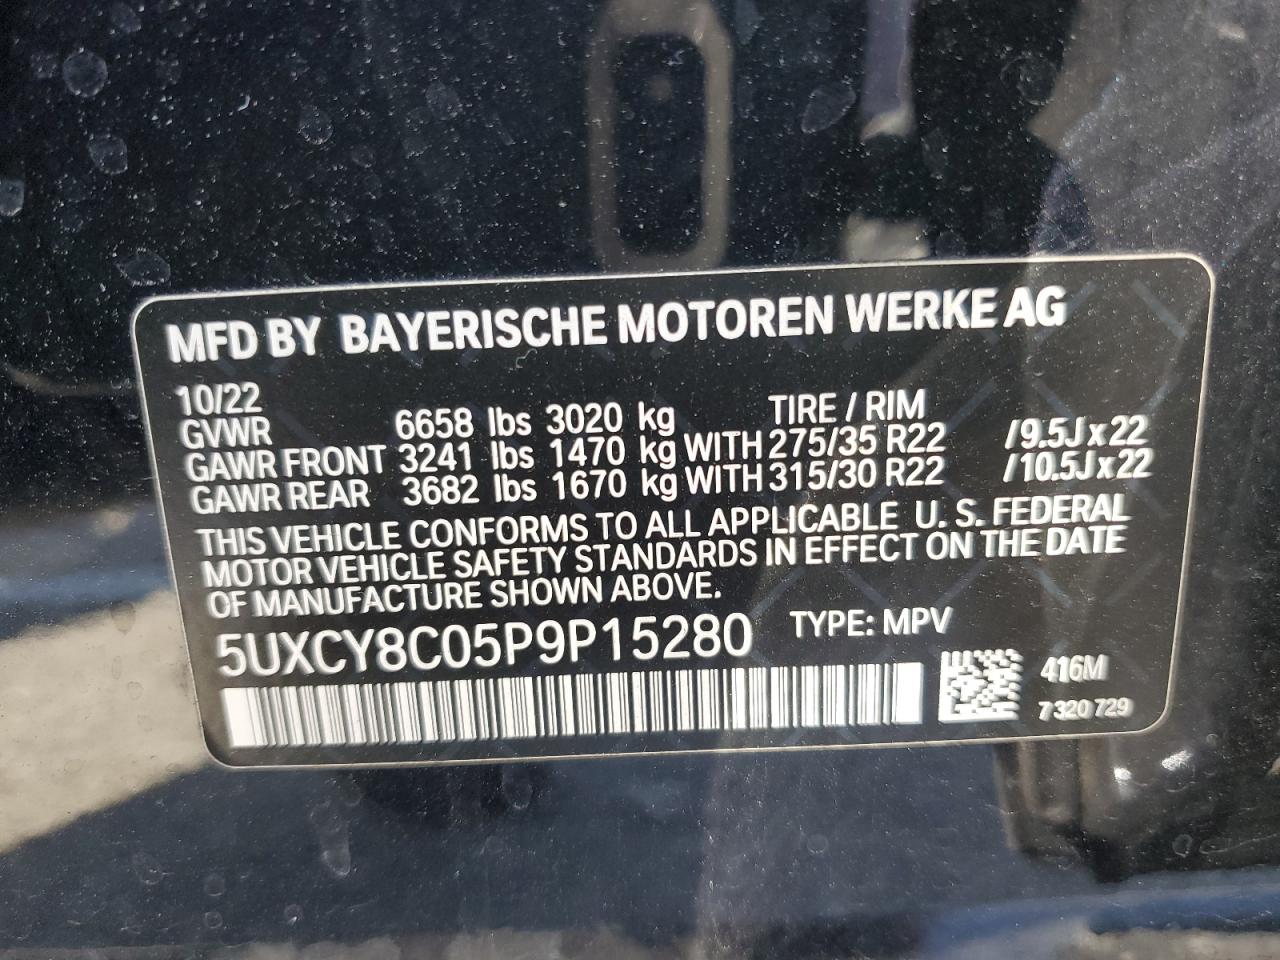 MFD BY BAYERISCHE MOTOREN WERKE AG
10/22 TIRE / RIM
GVWR 6658 lbs 3020 kg
GAWR FRONT 3241 lbs 1470 kg WITH 275/35 R22 /9.5J x 22
GAWR REAR 3682 lbs 1670 kg WITH 315/30 R22 /10.5J x 22
THIS VEHICLE CONFORMS TO ALL APPLICABLE U. S. FEDERAL
MOTOR VEHICLE SAFETY STANDARDS IN EFFECT ON THE DATE
OF MANUFACTURE SHOWN ABOVE.
5UXCY8C05P9P15280 TYPE: MPV
416M
7 320 729